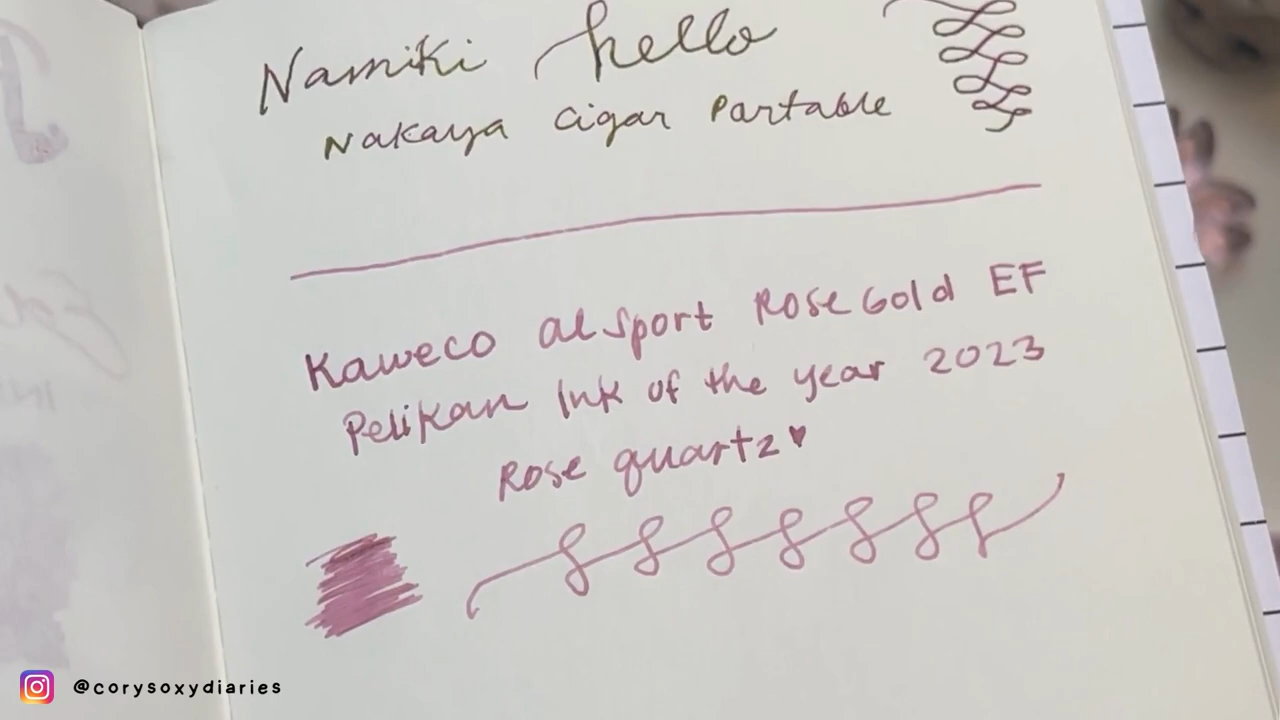 Namiki hello
Nakaya Cigar Partable
Kaweco al sport Rose Gold EF
Pelikan Ink of the year 2023
Rose quartz♥
@corysoxydiaries